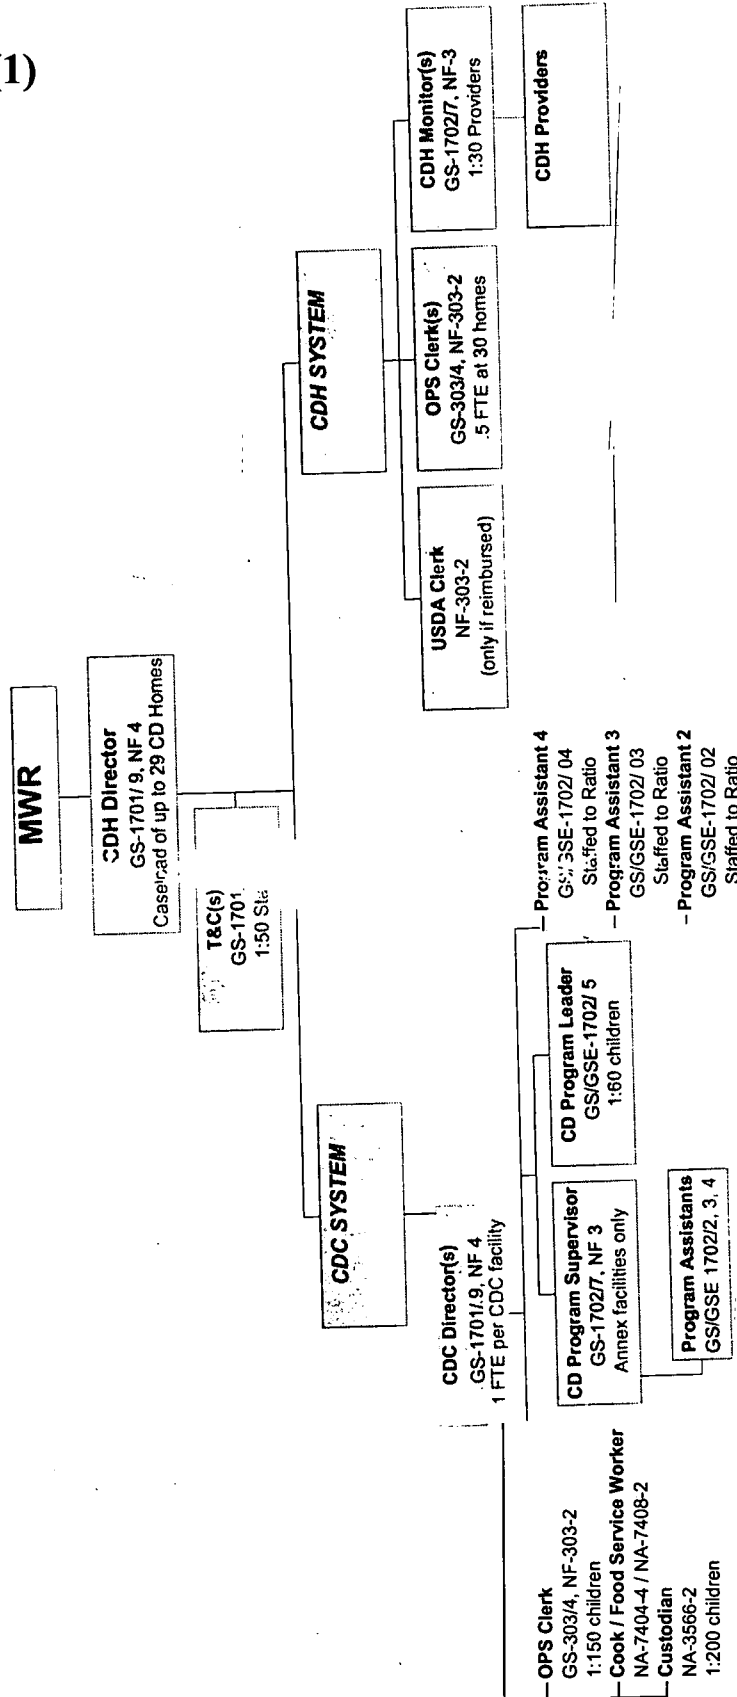 1)
MWR
CDH Director
GS-1701/ 9, NF 4
of up to 29 CD Homes
T&C(s)
GS-1701
1:50
CDC SYSTEM
CDH SYSTEM
CDC Director(s)
GS-1701/.9, NF 4
1 FTE per CDC facility
USDA Clerk
NF-303-2
(only if reimbursed)
OPS Clerk(s)
GS-303/4, NF-303-2
.5 FTE at 30 homes
CDH Monitor(s)
GS-1702/7, NF-3
1:30 Providers
CDH Providers
OPS Clerk
GS-303/4, NF-303-2
1:150 children
Cook / Food Service Worker
NA-7404-4 / NA-7408-2
Custodian
NA-3566-2
1:200 children
CD Program Supervisor
GS-1702/7, NF 3
Annex facilities only
Program Assistants
GS/GSE 1702/2, 3, 4
CD Program Leader
GS/GSE-1702/ 5
1:60 children
Program Assistant 4
GS/GSE-1702/ 04
Staffed to Ratio
Program Assistant 3
GS/GSE-1702/ 03
Staffed to Ratio
Program Assistant 2
GS/GSE-1702/ 02
Staffed to Ratio